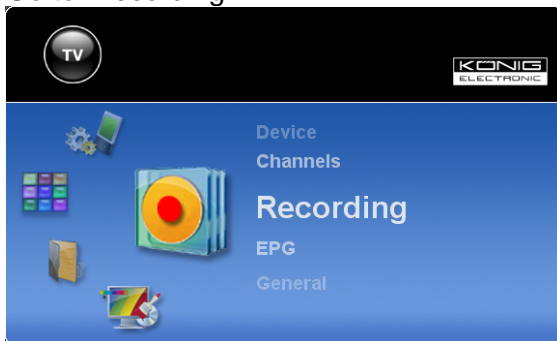 TV
KÖNIG
ELECTRONIC
Device
Channels
Recording
EPG
General